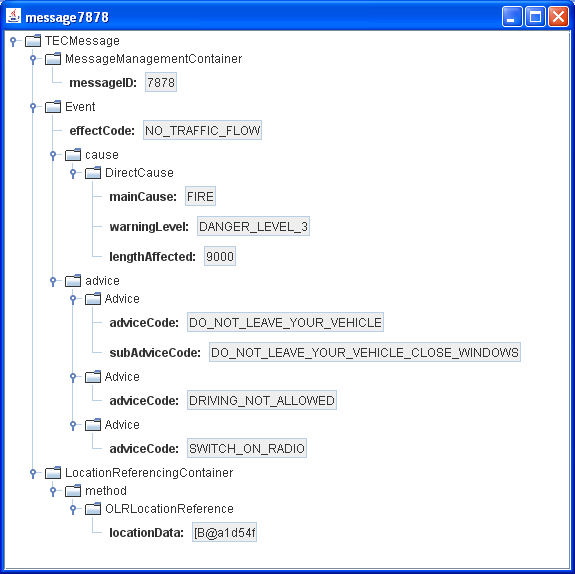 message7878
TECMessage
MessageManagementContainer
messageID: 7878
Event
effectCode: NO_TRAFFIC_FLOW
cause
DirectCause
mainCause: FIRE
warningLevel: DANGER_LEVEL_3
lengthAffected: 9000
advice
Advice
adviceCode: DO_NOT_LEAVE_YOUR_VEHICLE
subAdviceCode: DO_NOT_LEAVE_YOUR_VEHICLE_CLOSE_WINDOWS
Advice
adviceCode: DRIVING_NOT_ALLOWED
Advice
adviceCode: SWITCH_ON_RADIO
LocationReferencingContainer
method
OLRLocationReference
locationData: [B@a1d54f